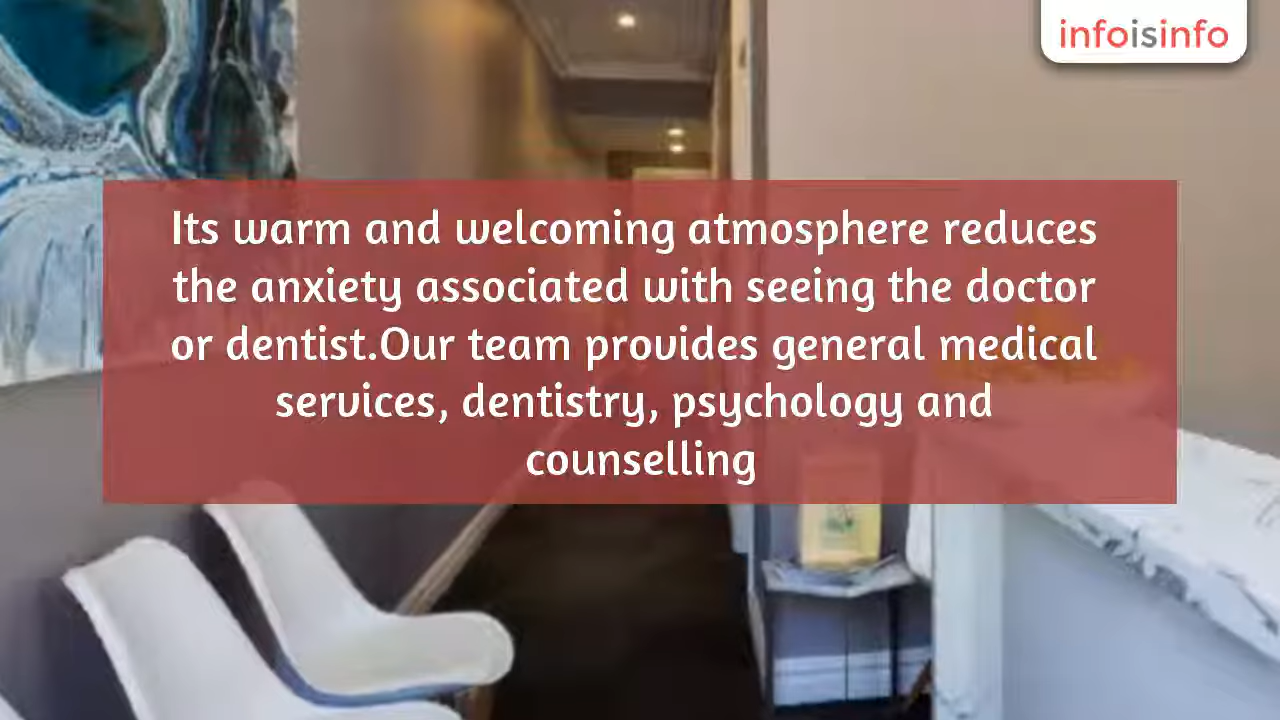 infoisinfo
Its warm and welcoming atmosphere reduces
the anxiety associated with seeing the doctor
or dentist.Our team provides general medical
services, dentistry, psychology and
counselling